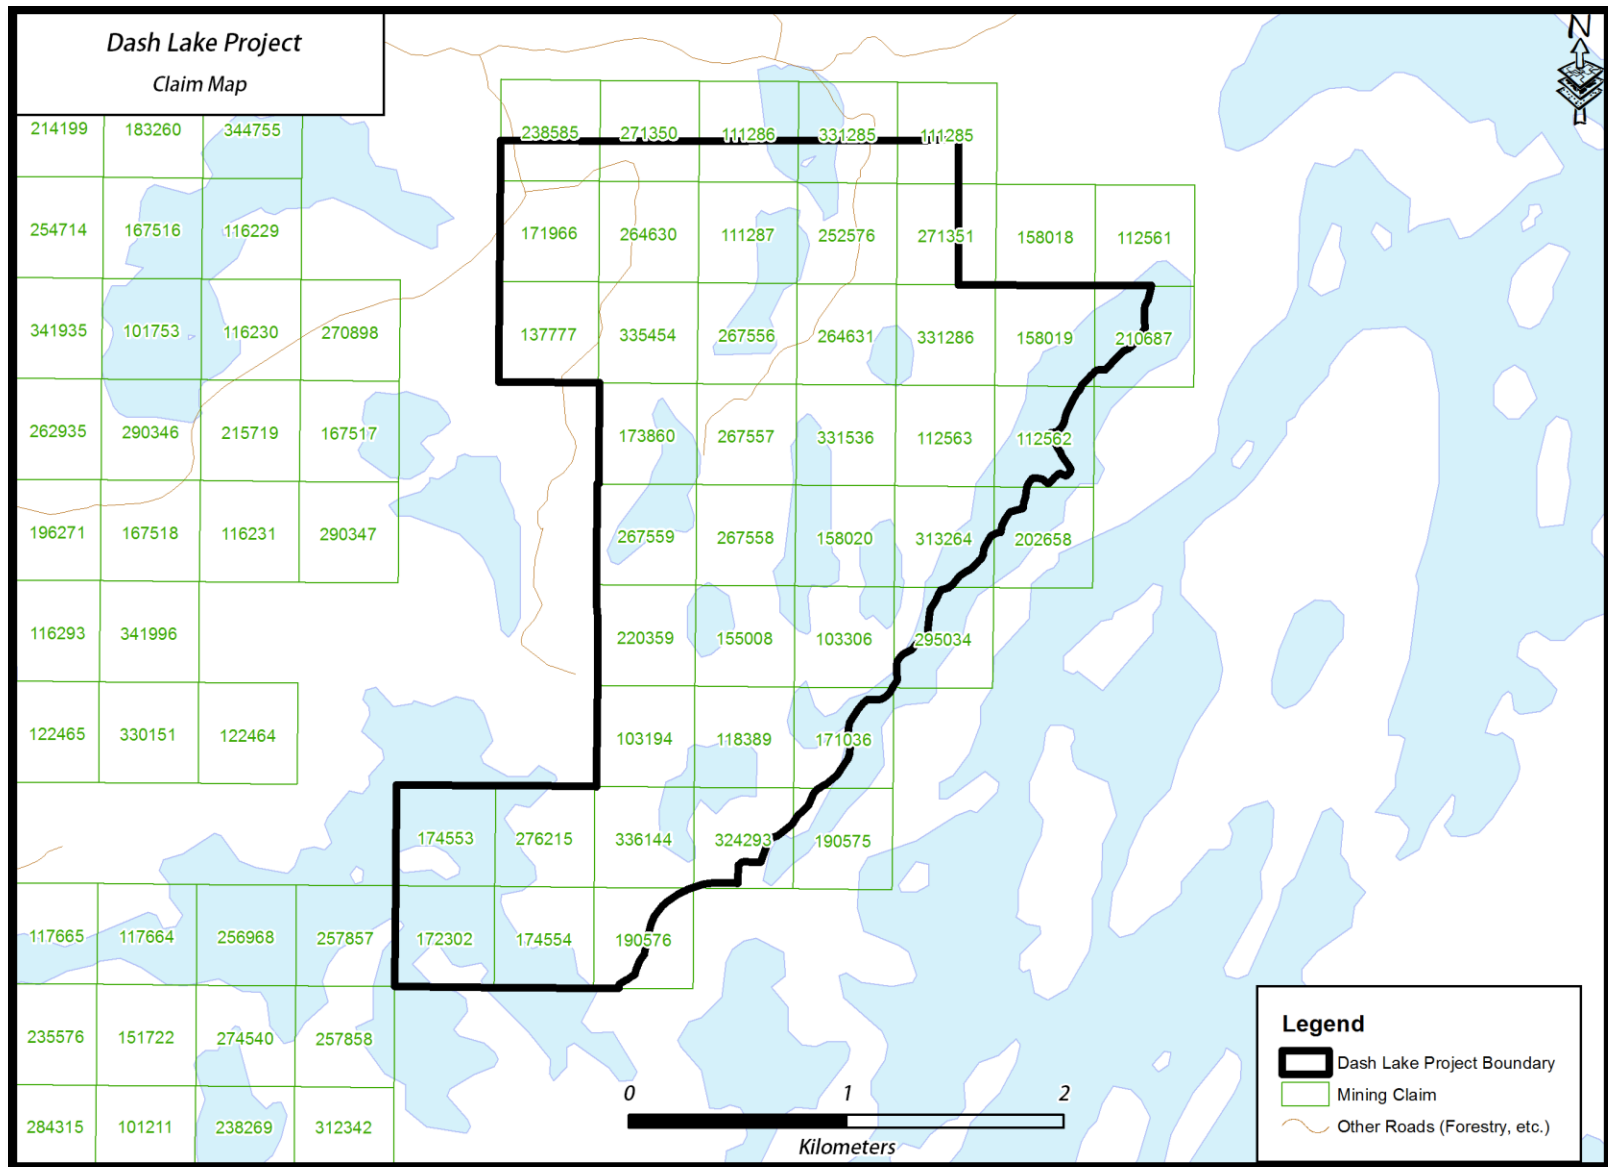 Dash Lake Project
Claim Map
N
214199 183260 344755
238585 271350 111286 331285 111285
254714 167516 116229 171966 264630 111287 252576 271351 158018 112561
341935 101753 116230 270898 137777 335454 267556 264631 331286 158019 210687
262935 290346 215719 167517 173860 267557 331536 112563 112562
196271 167518 116231 290347 267559 267558 158020 313264 202658
116293 341996 220359 155008 103306 295034
122465 330151 122464 103194 118389 171036
174553 276215 336144 324293 190575
117665 117664 256968 257857 172302 174554 190576
235576 151722 274540 257858
284315 101211 238269 312342
0 1 2
Kilometers
Legend
Dash Lake Project Boundary
Mining Claim
Other Roads (Forestry, etc.)